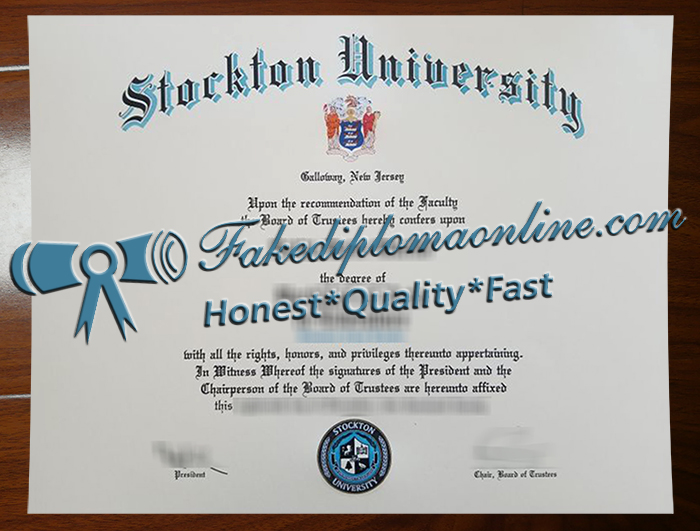 Stockton University
Galloway, New Jersey
Upon the recommendation of the Faculty
the Board of Trustees hereby confers upon
Fakediplomaonline.com
the degree of
Honest*Quality*Fast
with all the rights, honors, and privileges thereunto appertaining.
In Witness Whereof the signatures of the President and the
Chairperson of the Board of Trustees are hereunto affixed
this
STOCKTON
UNIVERSITY
President
Chair, Board of Trustees